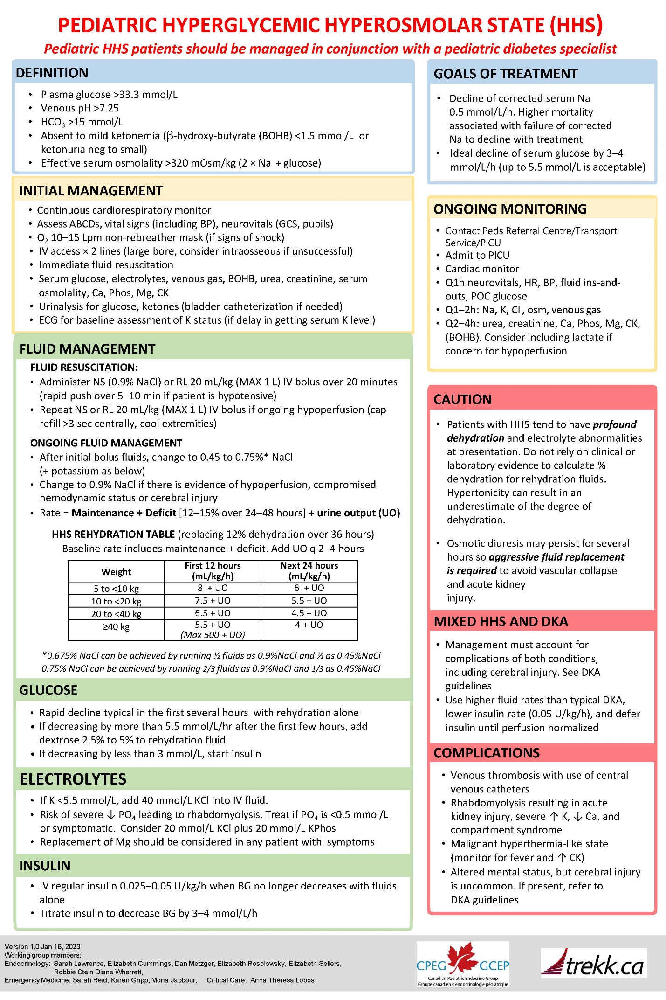 PEDIATRIC HYPERGLYCEMIC HYPEROSMOLAR STATE (HHS)
Pediatric HHS patients should be managed in conjunction with a pediatric diabetes specialist
DEFINITION
• Plasma glucose >33.3 mmol/L
• Venous pH >7.25
• HCO₃ >15 mmol/L
• Absent to mild ketonemia (β-hydroxy-butyrate (BOHB) <1.5 mmol/L or
ketonuria neg to small)
• Effective serum osmolality >320 mOsm/kg (2 × Na + glucose)
INITIAL MANAGEMENT
• Continuous cardiorespiratory monitor
• Assess ABCDs, vital signs (including BP), neurovitals (GCS, pupils)
• O₂ 10–15 Lpm non-rebreather mask (if signs of shock)
• IV access × 2 lines (large bore, consider intraosseous if unsuccessful)
• Immediate fluid resuscitation
• Serum glucose, electrolytes, venous gas, BOHB, urea, creatinine, serum
osmolality, Ca, Phos, Mg, CK
• Urinalysis for glucose, ketones (bladder catheterization if needed)
• ECG for baseline assessment of K status (if delay in getting serum K level)
FLUID MANAGEMENT
FLUID RESUSCITATION:
• Administer NS (0.9% NaCl) or RL 20 mL/kg (MAX 1 L) IV bolus over 20 minutes
(rapid push over 5–10 min if patient is hypotensive)
• Repeat NS or RL 20 mL/kg (MAX 1 L) IV bolus if ongoing hypoperfusion (cap
refill >3 sec centrally, cool extremities)
ONGOING FLUID MANAGEMENT
• After initial bolus fluids, change to 0.45 to 0.75%* NaCl
(+ potassium as below)
• Change to 0.9% NaCl if there is evidence of hypoperfusion, compromised
hemodynamic status or cerebral injury
• Rate = Maintenance + Deficit [12–15% over 24–48 hours] + urine output (UO)
HHS REHYDRATION TABLE (replacing 12% dehydration over 36 hours)
Baseline rate includes maintenance + deficit. Add UO q 2–4 hours
Weight First 12 hours (mL/kg/h) Next 24 hours (mL/kg/h)
5 to <10 kg 8 + UO 6 + UO
10 to <20 kg 7.5 + UO 5.5 + UO
20 to <40 kg 6.5 + UO 4.5 + UO
≥40 kg 5.5 + UO 4 + UO
(Max 500 + UO)
*0.675% NaCl can be achieved by running ½ fluids as 0.9%NaCl and ½ as 0.45%NaCl
0.75% NaCl can be achieved by running 2/3 fluids as 0.9%NaCl and 1/3 as 0.45%NaCl
GLUCOSE
• Rapid decline typical in the first several hours with rehydration alone
• If decreasing by more than 5.5 mmol/L/hr after the first few hours, add
dextrose 2.5% to 5% to rehydration fluid
• If decreasing by less than 3 mmol/L, start insulin
ELECTROLYTES
• If K <5.5 mmol/L, add 40 mmol/L KCl into IV fluid.
• Risk of severe ↓ PO₄ leading to rhabdomyolysis. Treat if PO₄ is <0.5 mmol/L
or symptomatic. Consider 20 mmol/L KCl plus 20 mmol/L KPhos
• Replacement of Mg should be considered in any patient with symptoms
INSULIN
• IV regular insulin 0.025–0.05 U/kg/h when BG no longer decreases with fluids
alone
• Titrate insulin to decrease BG by 3–4 mmol/L/h
GOALS OF TREATMENT
• Decline of corrected serum Na
0.5 mmol/L/h. Higher mortality
associated with failure of corrected
Na to decline with treatment
• Ideal decline of serum glucose by 3–4
mmol/L/h (up to 5.5 mmol/L is acceptable)
ONGOING MONITORING
• Contact Peds Referral Centre/Transport
Service/PICU
• Admit to PICU
• Cardiac monitor
• Q1h neurovitals, HR, BP, fluid ins-and-
outs, POC glucose
• Q1–2h: Na, K, Cl , osm, venous gas
• Q2–4h: urea, creatinine, Ca, Phos, Mg, CK,
(BOHB). Consider including lactate if
concern for hypoperfusion
CAUTION
• Patients with HHS tend to have profound
dehydration and electrolyte abnormalities
at presentation. Do not rely on clinical or
laboratory evidence to calculate %
dehydration for rehydration fluids.
Hypertonicity can result in an
underestimate of the degree of
dehydration.
• Osmotic diuresis may persist for several
hours so aggressive fluid replacement
is required to avoid vascular collapse
and acute kidney
injury.
MIXED HHS AND DKA
• Management must account for
complications of both conditions,
including cerebral injury. See DKA
guidelines
• Use higher fluid rates than typical DKA,
lower insulin rate (0.05 U/kg/h), and defer
insulin until perfusion normalized
COMPLICATIONS
• Venous thrombosis with use of central
venous catheters
• Rhabdomyolysis resulting in acute
kidney injury, severe ↑ K, ↓ Ca, and
compartment syndrome
• Malignant hyperthermia-like state
(monitor for fever and ↑ CK)
• Altered mental status, but cerebral injury
is uncommon. If present, refer to
DKA guidelines
Version 1.0 Jan 16, 2023
Working group members:
Endocrinology: Sarah Lawrence, Elizabeth Cummings, Dan Metzger, Elizabeth Rosolowsky, Elizabeth Sellers,
Robbie Stein Diane Wherrett,
Emergency Medicine: Sarah Reid, Karen Gripp, Mona Jabbour, Critical Care: Anna Theresa Lobos
CPEG GCEP
Canadian Pediatric Endocrine Group
Groupe canadien d'endocrinologie pédiatrique
trekk.ca